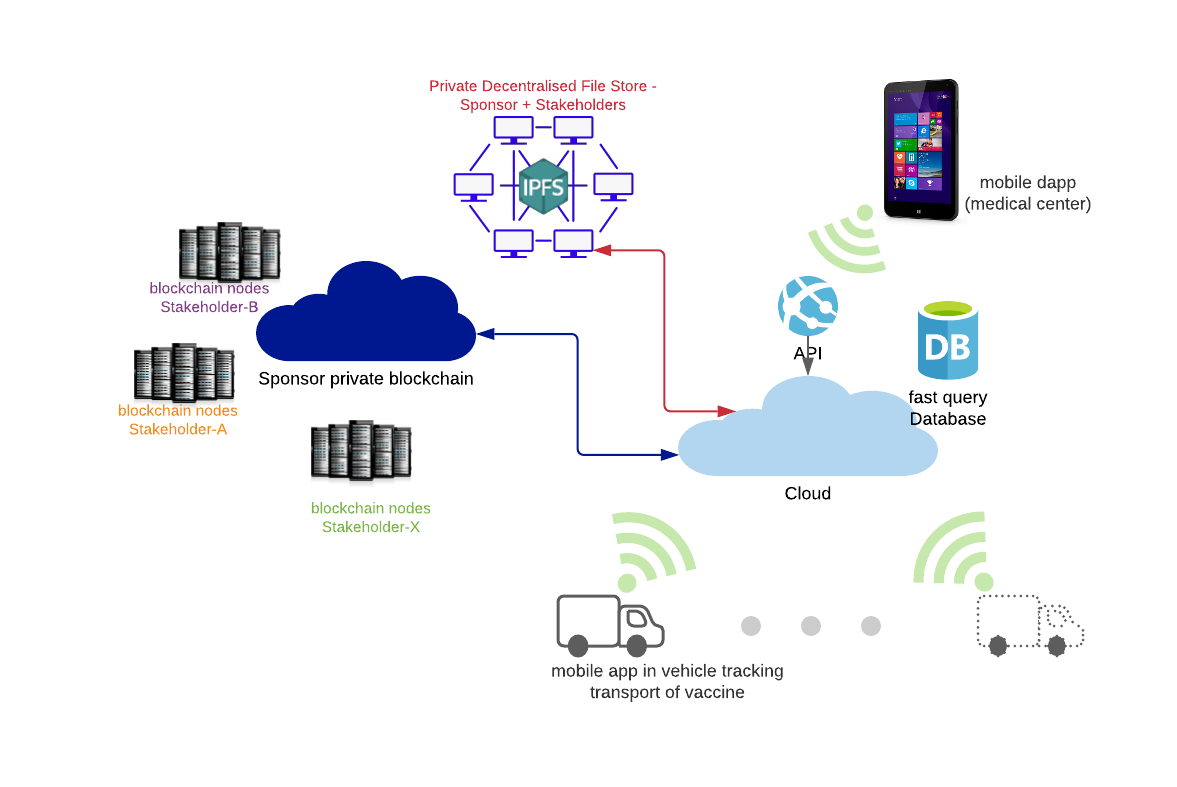 Private Decentralised File Store -
Sponsor + Stakeholders
IPFS
mobile dapp
(medical center)
blockchain nodes
Stakeholder-B
API
DB
Sponsor private blockchain
fast query
Database
blockchain nodes
Stakeholder-A
Cloud
blockchain nodes
Stakeholder-X
mobile app in vehicle tracking
transport of vaccine